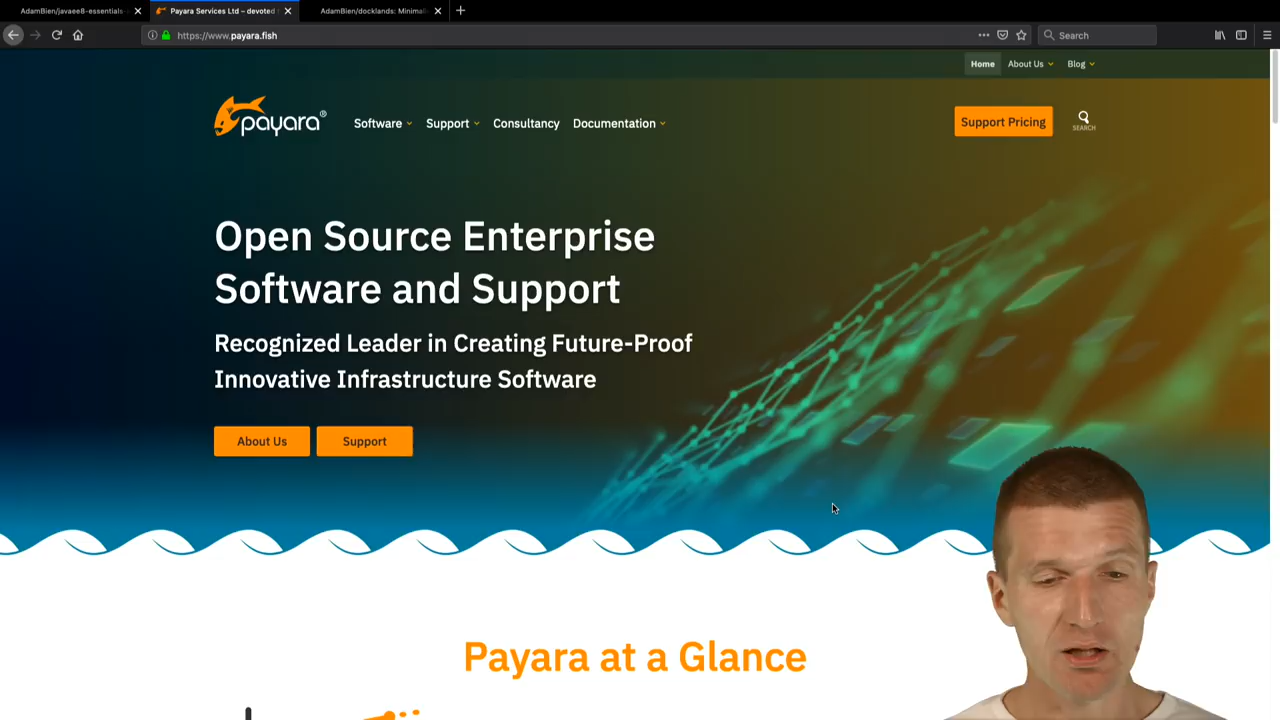 AdamBien/javaee8-essentials-
Payara Services Ltd – devoted
AdamBien/docklands: Minimali
https://www.payara.fish
Search
Home
About Us
Blog
payara®
Software
Support
Consultancy
Documentation
Support Pricing
SEARCH
Open Source Enterprise
Software and Support
Recognized Leader in Creating Future-Proof
Innovative Infrastructure Software
About Us
Support
Payara at a Glance